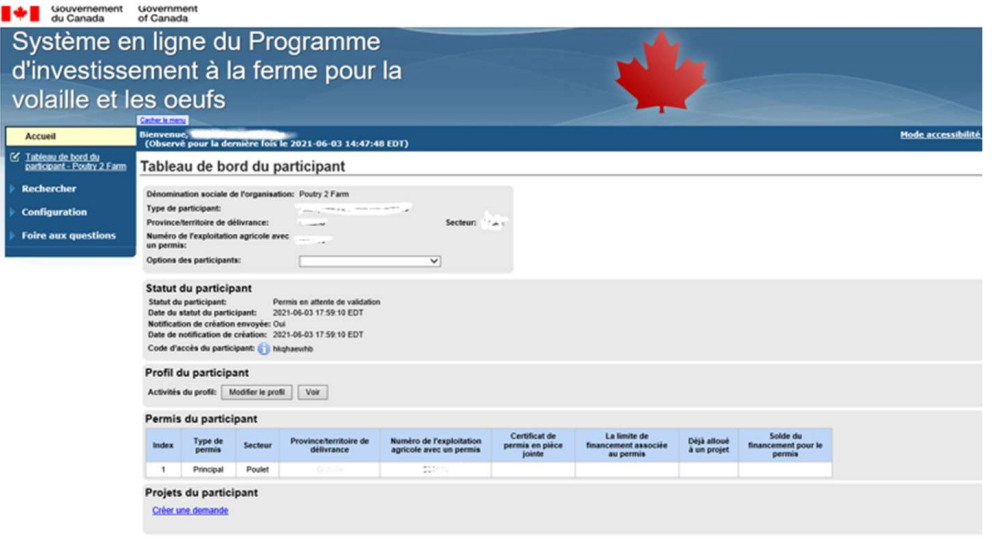 Gouvernement Government
du Canada of Canada
Système en ligne du Programme
d'investissement à la ferme pour la
volaille et les oeufs
Cacher le menu
Accueil
Bienvenue,
(Observé pour la dernière fois le 2021-06-03 14:47:48 EDT)
Mode accessibilité
Tableau de bord du
participant - Poutry 2 Farm
Rechercher
Configuration
Foire aux questions
Tableau de bord du participant
Dénomination sociale de l'organisation: Poutry 2 Farm
Type de participant:
Province/territoire de délivrance: Secteur:
Numéro de l'exploitation agricole avec
un permis:
Options des participants:
Statut du participant
Statut du participant: Permis en attente de validation
Date du statut du participant: 2021-06-03 17:59:10 EDT
Notification de création envoyée: Oui
Date de notification de création: 2021-06-03 17:59:10 EDT
Code d'accès du participant: hkqhaewhb
Profil du participant
Activités du profil: Modifier le profil Voir
Permis du participant
Index Type de permis Secteur Province/territoire de délivrance Numéro de l'exploitation agricole avec un permis Certificat de permis en pièce jointe La limite de financement associée au permis Déjà alloué à un projet Solde du financement pour le permis
1 Principal Poulet
Projets du participant
Créer une demande